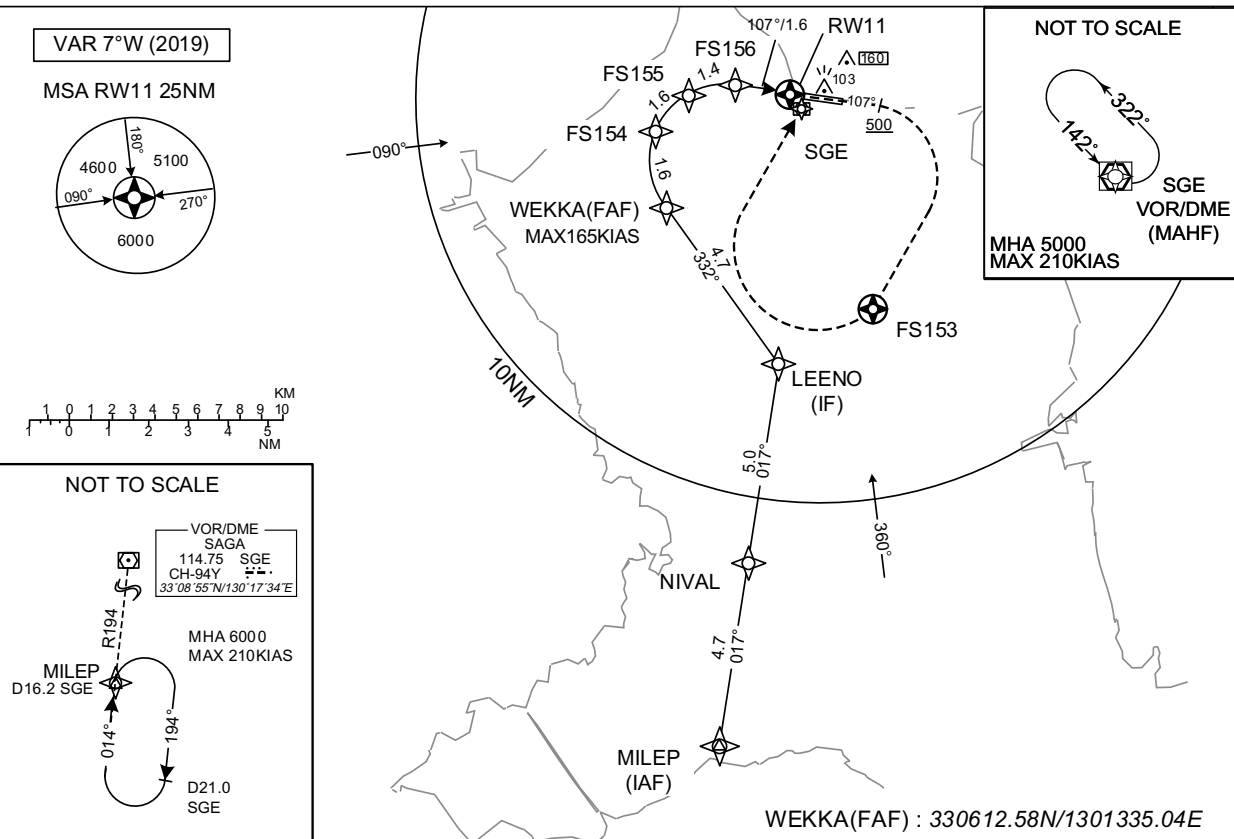 VAR 7°W (2019)
MSA RW11 25NM
180°
4600
5100
090°
270°
6000
KM
1 0 1 2 3 4 5 6 7 8 9 10
1 0 1 2 3 4 5
NM
NOT TO SCALE
VOR/DME
SAGA
114.75 SGE
CH-94Y
33°08´55˝N/130°17´34˝E
R194
MHA 6000
MAX 210KIAS
MILEP
D16.2 SGE
014°
194°
D21.0
SGE
107°/1.6
RW11
FS156
FS155
1.4
1.6
FS154
1.6
160
103
107°/
500
SGE
090°
WEKKA(FAF)
MAX165KIAS
4.7
332°
FS153
LEENO
(IF)
10NM
5.0
017°
360°
NIVAL
4.7
017°
MILEP
(IAF)
NOT TO SCALE
322°
142°
SGE
VOR/DME
(MAHF)
MHA 5000
MAX 210KIAS
WEKKA(FAF) : 330612.58N/1301335.04E